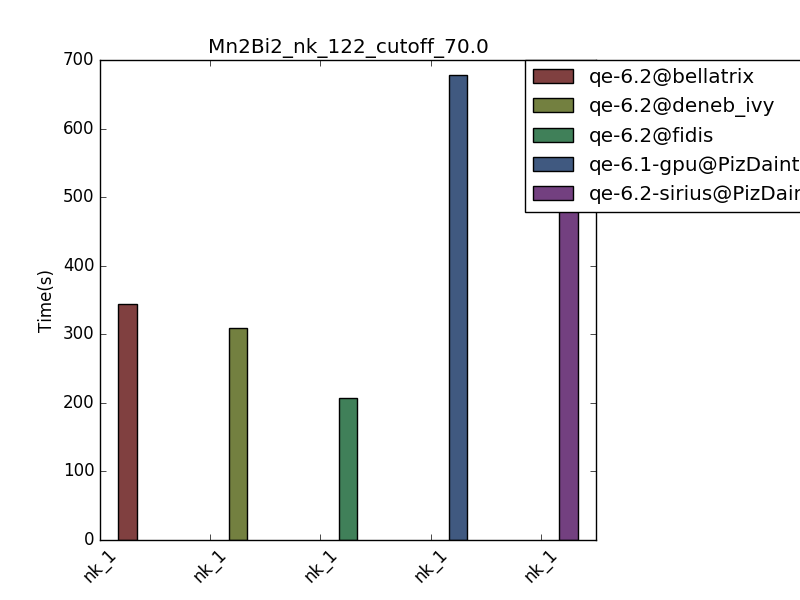 Mn2Bi2_nk_122_cutoff_70.0
700
600
500
400
300
200
100
0
Time(s)
nk_1
nk_1
nk_1
nk_1
nk_1
qe-6.2@bellatrix
qe-6.2@deneb_ivy
qe-6.2@fidis
qe-6.1-gpu@PizDaint
qe-6.2-sirius@PizDain